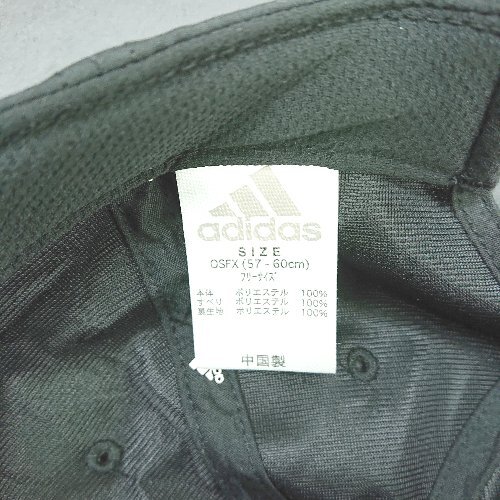 adidas
SIZE
OSFX (57 - 60cm)
フリーサイズ
本体 ポリエステル 100%
すべり ポリエステル 100%
裏生地 ポリエステル 100%
中国製